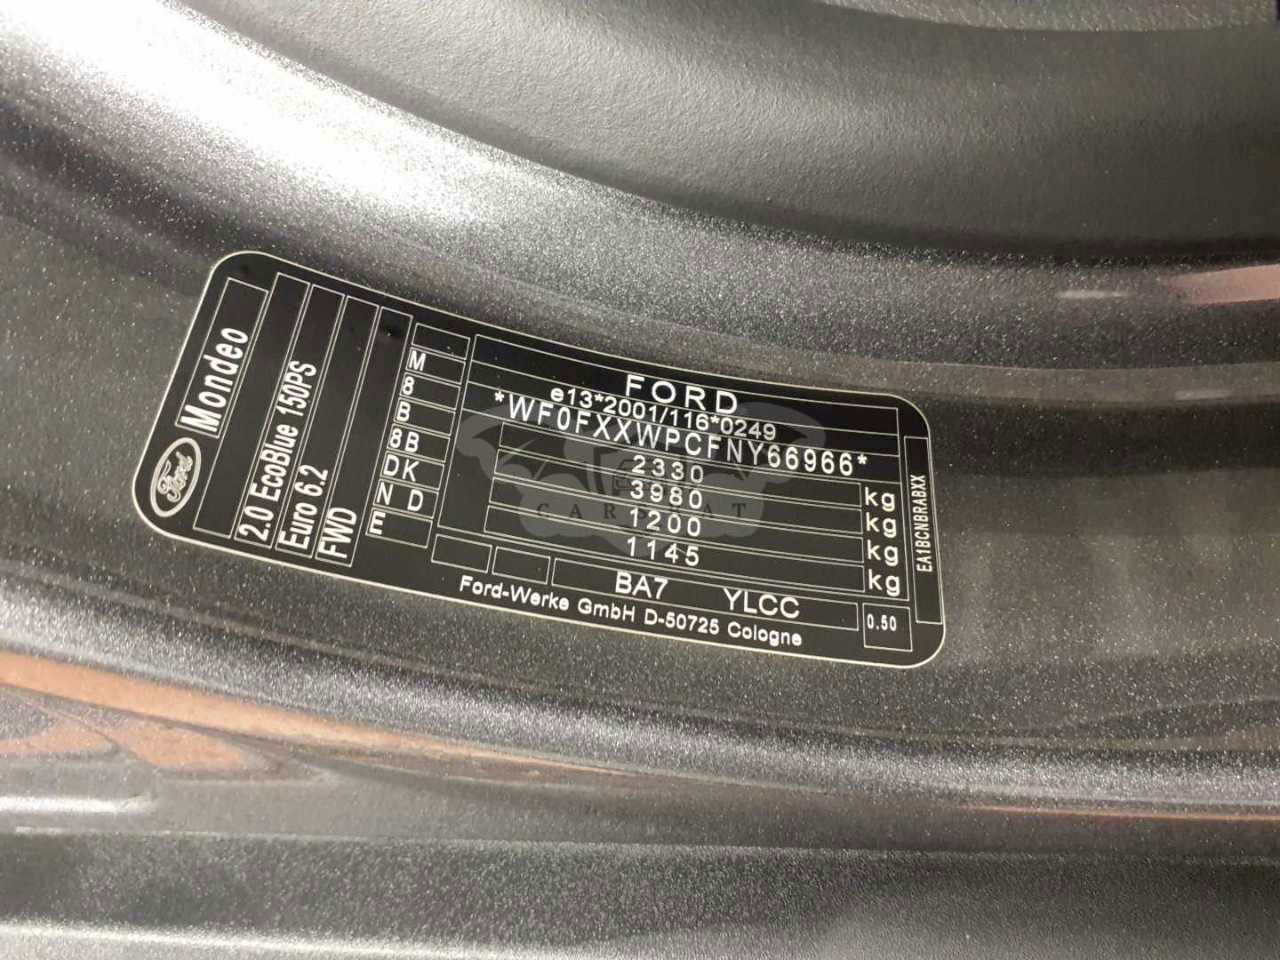 Ford
Mondeo
2.0 EcoBlue 150PS
Euro 6.2
FWD
M
8
B
8B
DK
N D
E
FORD
e13*2001/116*0249
*WF0FXXWPCFNY66966*
2330 kg
3980 kg
1200 kg
1145 kg
BA7 YLCC
0.50
Ford-Werke GmbH D-50725 Cologne
EA1BCNBRABXX